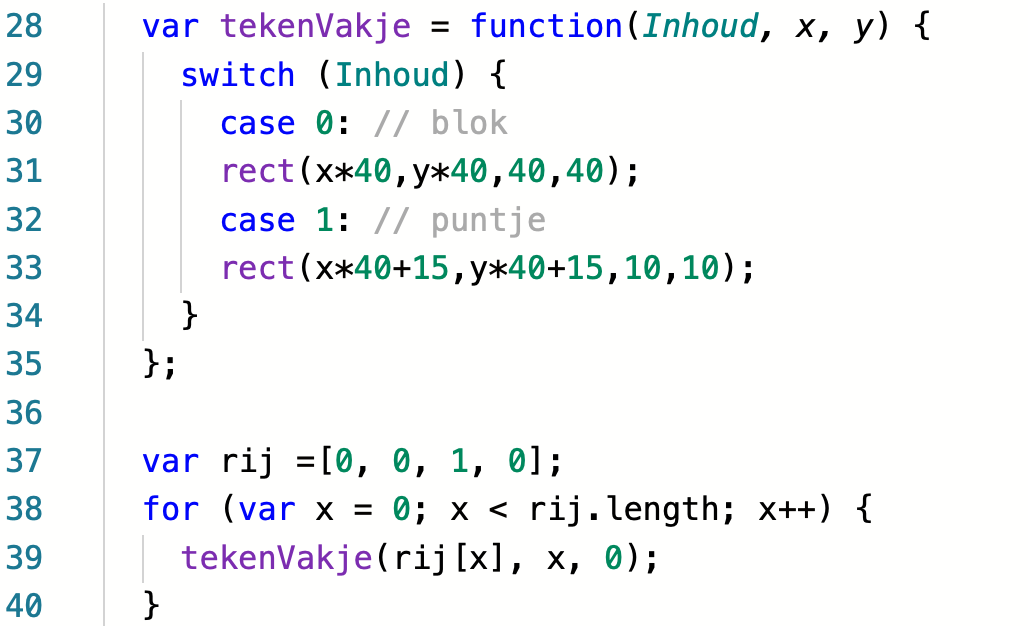 28 var tekenVakje = function(Inhoud, x, y) {
29 switch (Inhoud) {
30 case 0: // blok
31 rect(x*40,y*40,40,40);
32 case 1: // puntje
33 rect(x*40+15,y*40+15,10,10);
34 }
35 };
36
37 var rij =[0, 0, 1, 0];
38 for (var x = 0; x < rij.length; x++) {
39 tekenVakje(rij[x], x, 0);
40 }